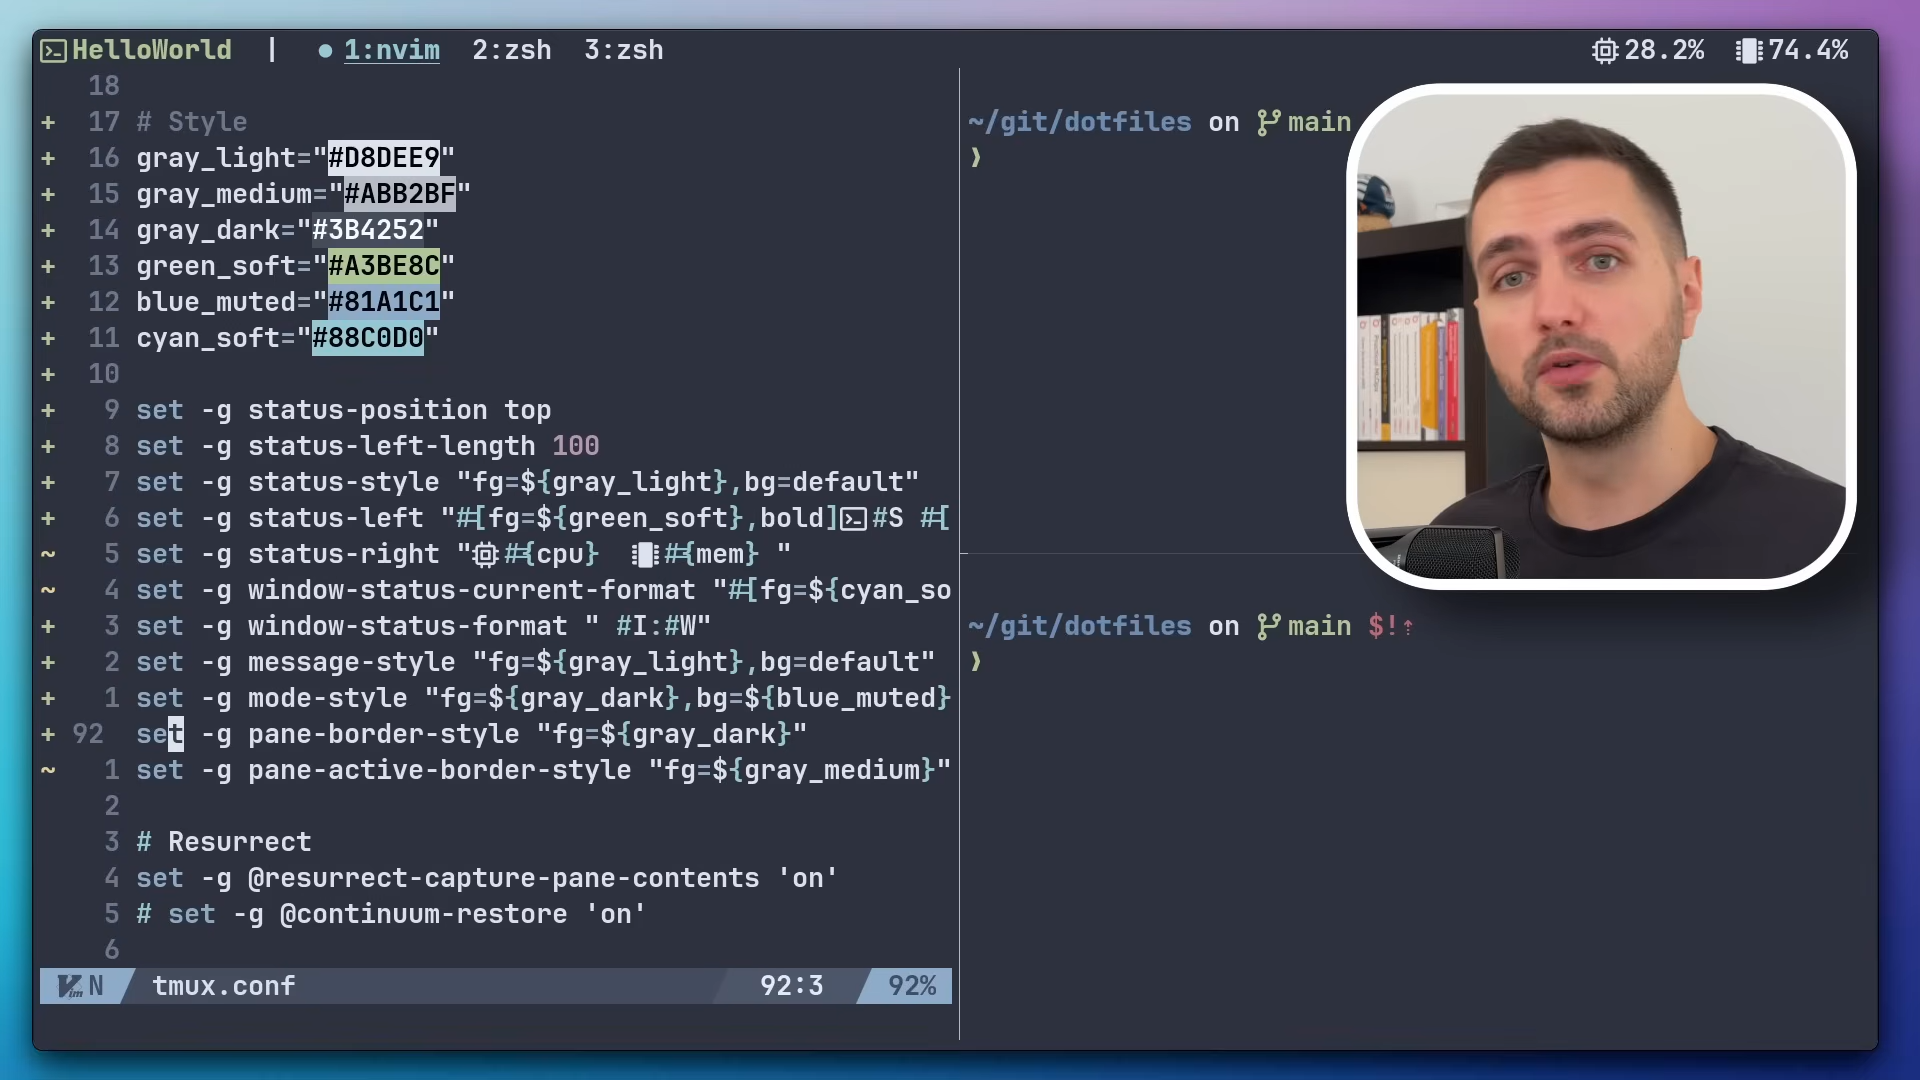 HelloWorld | ● 1:nvim 2:zsh 3:zsh 28.2% 74.4%
18
+ 17 # Style
+ 16 gray_light="#D8DEE9"
+ 15 gray_medium="#ABB2BF"
+ 14 gray_dark="#3B4252"
+ 13 green_soft="#A3BE8C"
+ 12 blue_muted="#81A1C1"
+ 11 cyan_soft="#88C0D0"
+ 10
+ 9 set -g status-position top
+ 8 set -g status-left-length 100
+ 7 set -g status-style "fg=${gray_light},bg=default"
+ 6 set -g status-left "#[fg=${green_soft},bold]#S #[
~ 5 set -g status-right "#{cpu} #{mem} "
~ 4 set -g window-status-current-format "#[fg=${cyan_so
+ 3 set -g window-status-format " #I:#W"
+ 2 set -g message-style "fg=${gray_light},bg=default"
+ 1 set -g mode-style "fg=${gray_dark},bg=${blue_muted}
+ 92 set -g pane-border-style "fg=${gray_dark}"
~ 1 set -g pane-active-border-style "fg=${gray_medium}"
2
3 # Resurrect
4 set -g @resurrect-capture-pane-contents 'on'
5 # set -g @continuum-restore 'on'
6
N tmux.conf 92:3 92%
~/git/dotfiles on main
❯
~/git/dotfiles on main $!⇡
❯